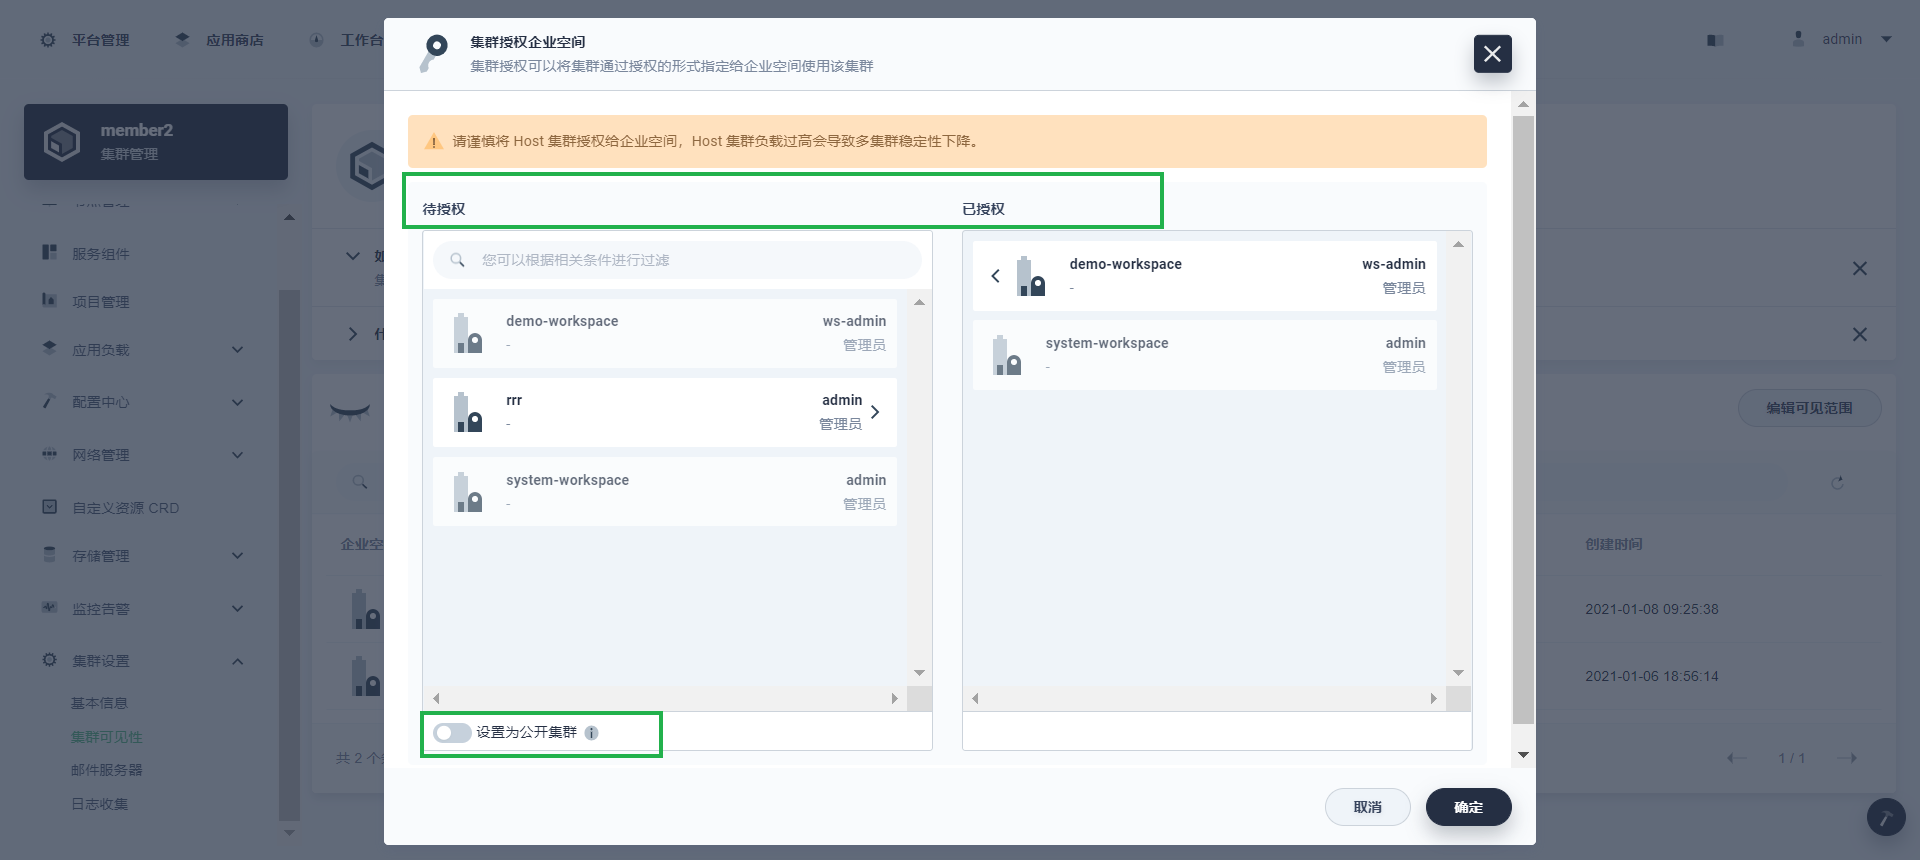 平台管理
应用商店
工作台
admin
member2
集群管理
服务组件
项目管理
应用负载
配置中心
网络管理
自定义资源 CRD
存储管理
监控告警
集群设置
基本信息
集群可见性
邮件服务器
日志收集
集群授权企业空间
集群授权可以将集群通过授权的形式指定给企业空间使用该集群
请谨慎将 Host 集群授权给企业空间，Host 集群负载过高会导致多集群稳定性下降。
待授权
已授权
您可以根据相关条件进行过滤
demo-workspace
ws-admin
-
管理员
rrr
admin
-
管理员
system-workspace
admin
-
管理员
设置为公开集群
demo-workspace
ws-admin
-
管理员
system-workspace
admin
-
管理员
取消
确定
编辑可见范围
企业空
创建时间
2021-01-08 09:25:38
2021-01-06 18:56:14
共 2 个
1 / 1